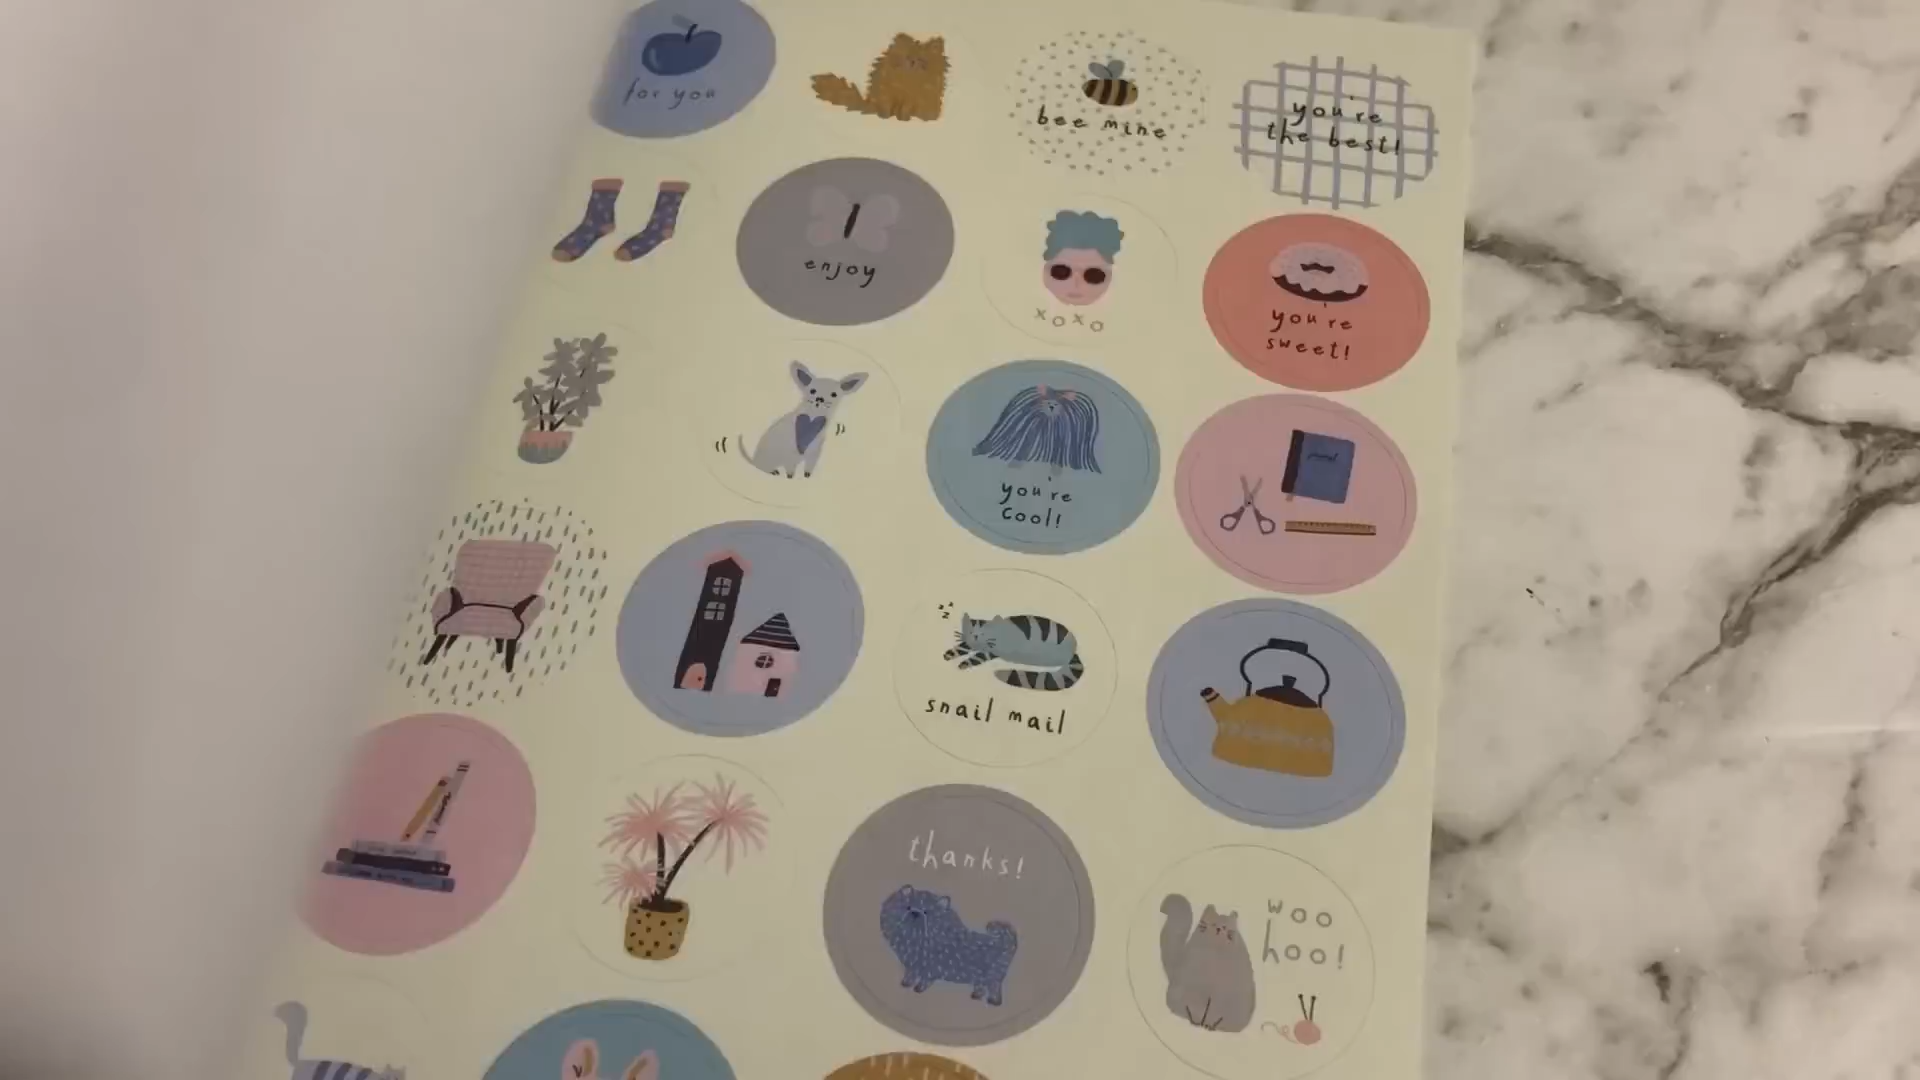 for you
bee mine
you're
the best!
enjoy
xoxo
you're
sweet!
you're
cool!
zzz
snail mail
thanks!
woo
hoo!